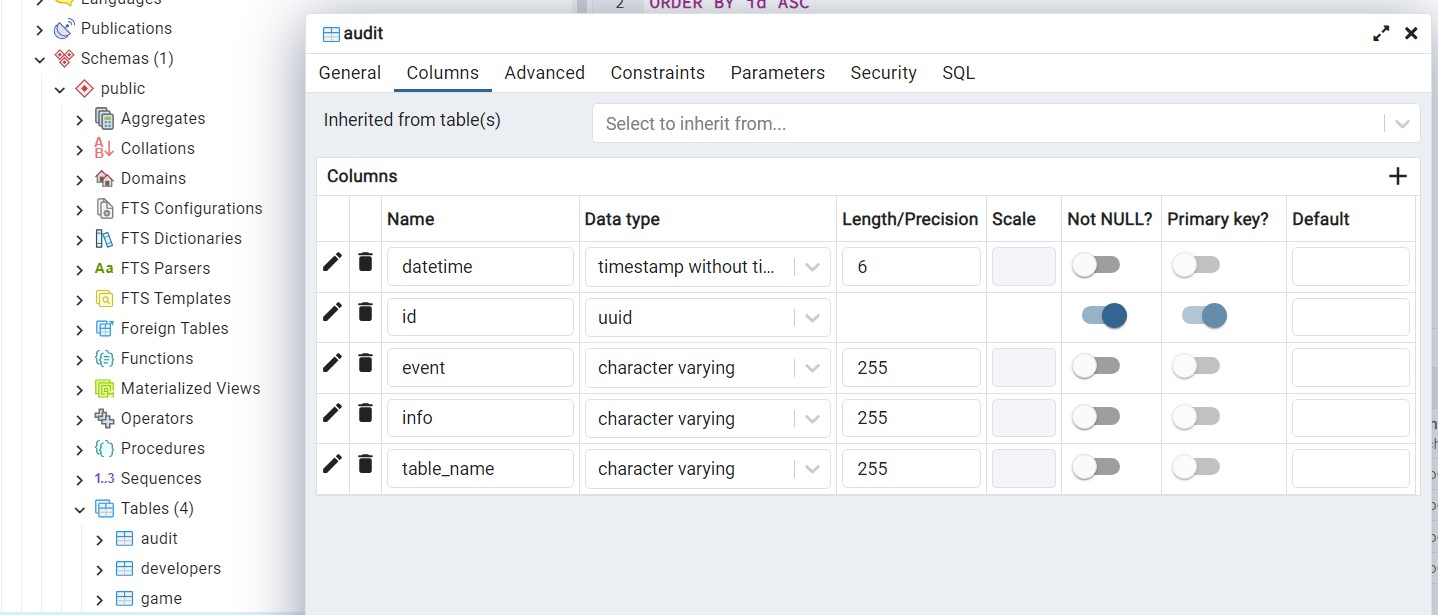 Languages
Publications
Schemas (1)
public
Aggregates
Collations
Domains
FTS Configurations
FTS Dictionaries
Aa FTS Parsers
FTS Templates
Foreign Tables
Functions
Materialized Views
Operators
Procedures
1..3 Sequences
Tables (4)
audit
developers
game
2 ORDER BY id ASC
audit
General Columns Advanced Constraints Parameters Security SQL
Inherited from table(s) Select to inherit from...
Columns
Name Data type Length/Precision Scale Not NULL? Primary key? Default
datetime timestamp without ti... 6
id uuid
event character varying 255
info character varying 255
table_name character varying 255